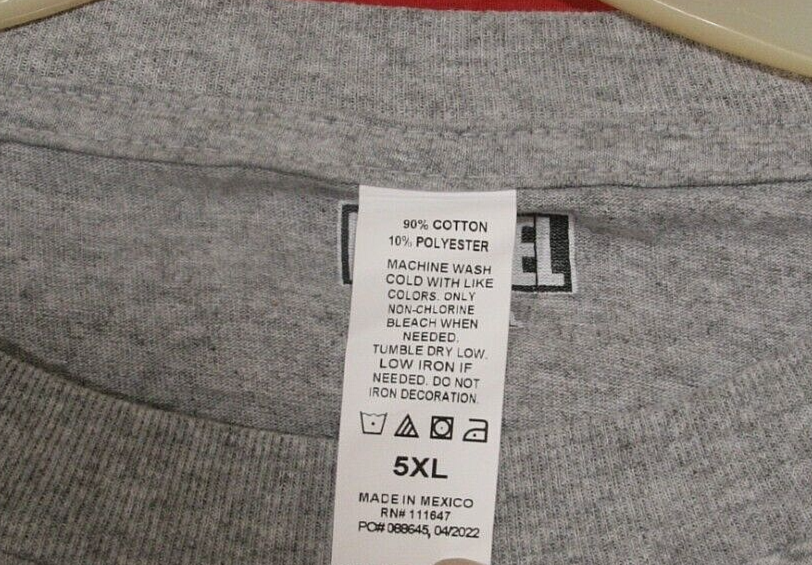 90% COTTON
10% POLYESTER
MACHINE WASH
COLD WITH LIKE
COLORS. ONLY
NON-CHLORINE
BLEACH WHEN
NEEDED.
TUMBLE DRY LOW.
LOW IRON IF
NEEDED. DO NOT
IRON DECORATION.
EL
5XL
MADE IN MEXICO
RN# 111647
PO# 088645, 04/2022